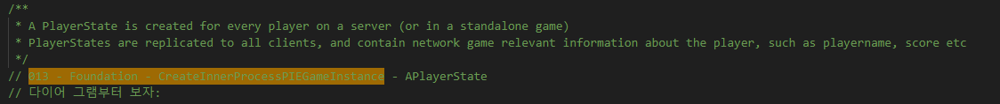 /**
* A PlayerState is created for every player on a server (or in a standalone game)
* PlayerStates are replicated to all clients, and contain network game relevant information about the player, such as playername, score etc
*/
// 013 - Foundation - CreateInnerProcessPIEGameInstance - APlayerState
// 다이어 그램부터 보자: